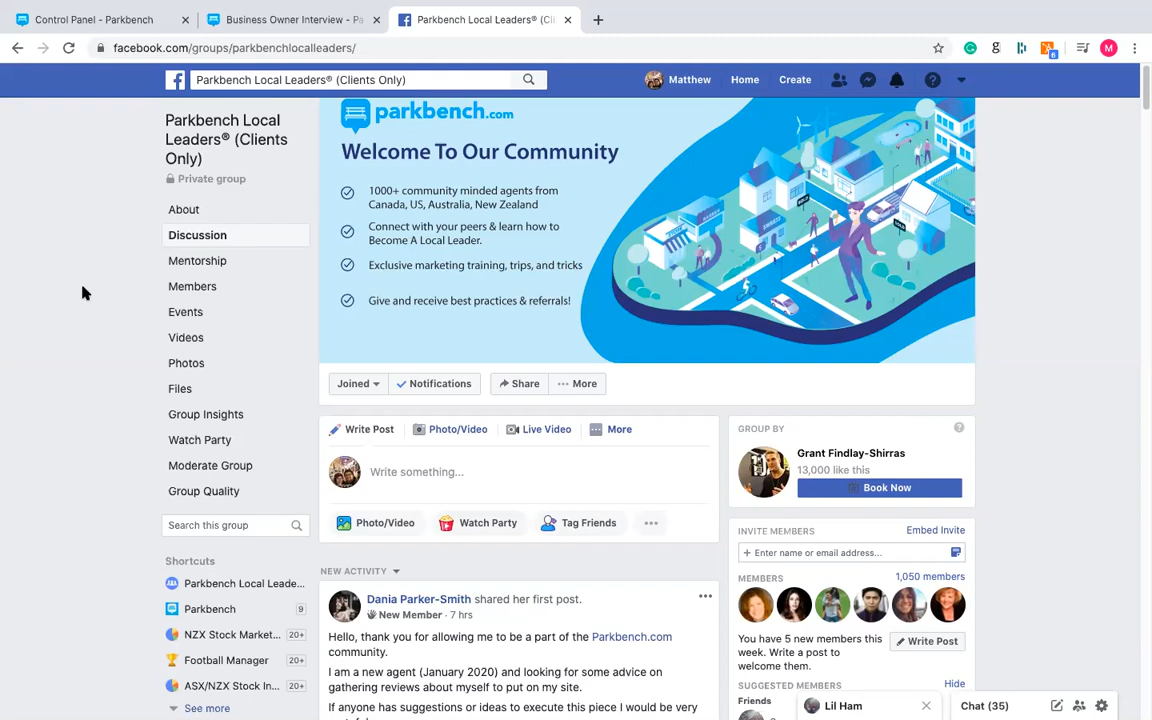 Control Panel - Parkbench
Business Owner Interview - Pa
Parkbench Local Leaders® (Cli
facebook.com/groups/parkbenchlocalleaders/
6
M
Parkbench Local Leaders® (Clients Only)
Matthew
Home
Create
Parkbench Local
Leaders® (Clients
Only)
Private group
About
Discussion
Mentorship
Members
Events
Videos
Photos
Files
Group Insights
Watch Party
Moderate Group
Group Quality
Search this group
Shortcuts
Parkbench Local Leade...
Parkbench 9
NZX Stock Market... 20+
Football Manager 20+
ASX/NZX Stock In... 20+
See more
parkbench.com
Welcome To Our Community
1000+ community minded agents from
Canada, US, Australia, New Zealand
Connect with your peers & learn how to
Become A Local Leader.
Exclusive marketing training, trips, and tricks
Give and receive best practices & referrals!
Joined
Notifications
Share
More
Write Post
Photo/Video
Live Video
More
Write something...
Photo/Video
Watch Party
Tag Friends
NEW ACTIVITY
Dania Parker-Smith shared her first post.
New Member · 7 hrs
Hello, thank you for allowing me to be a part of the Parkbench.com
community.
I am a new agent (January 2020) and looking for some advice on
gathering reviews about myself to put on my site.
If anyone has suggestions or ideas to execute this piece I would be very
GROUP BY
Grant Findlay-Shirras
13,000 like this
Book Now
INVITE MEMBERS
Embed Invite
+ Enter name or email address...
MEMBERS
1,050 members
You have 5 new members this
week. Write a post to
welcome them.
Write Post
SUGGESTED MEMBERS
Hide
Friends
Lil Ham
Chat (35)